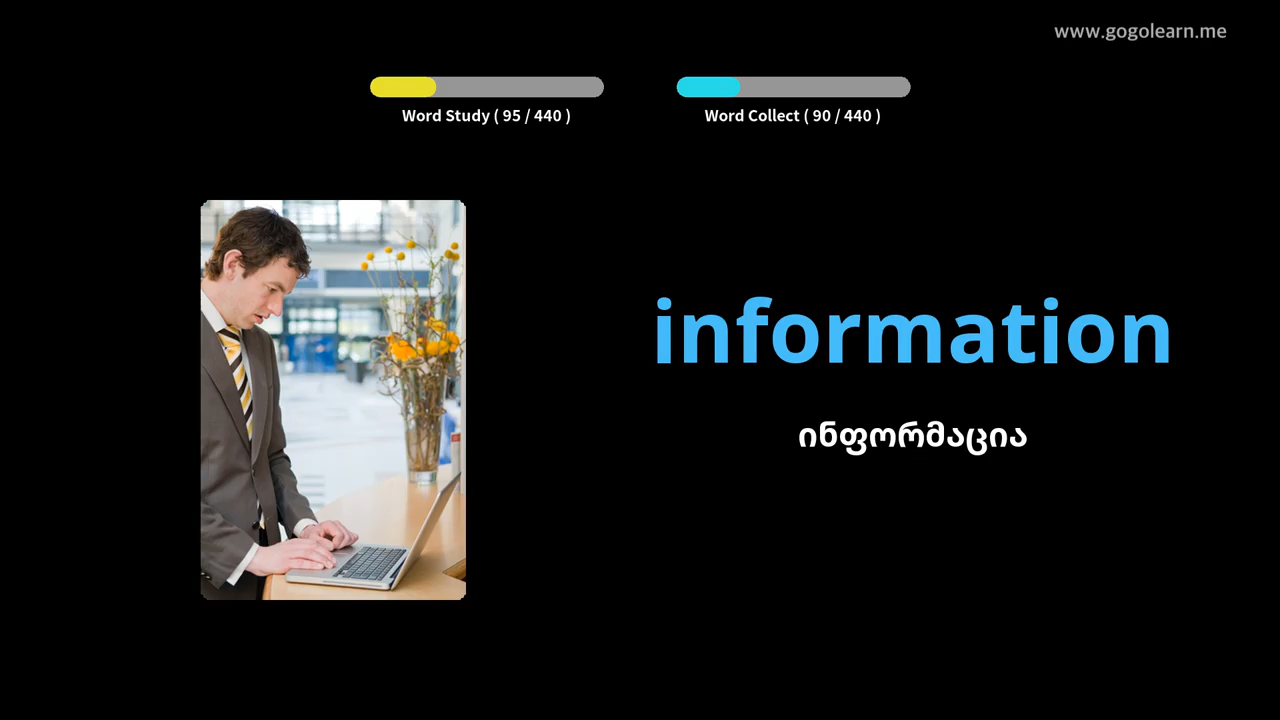 www.gogolearn.me
Word Study ( 95 / 440 )
Word Collect ( 90 / 440 )
information
ინფორმაცია